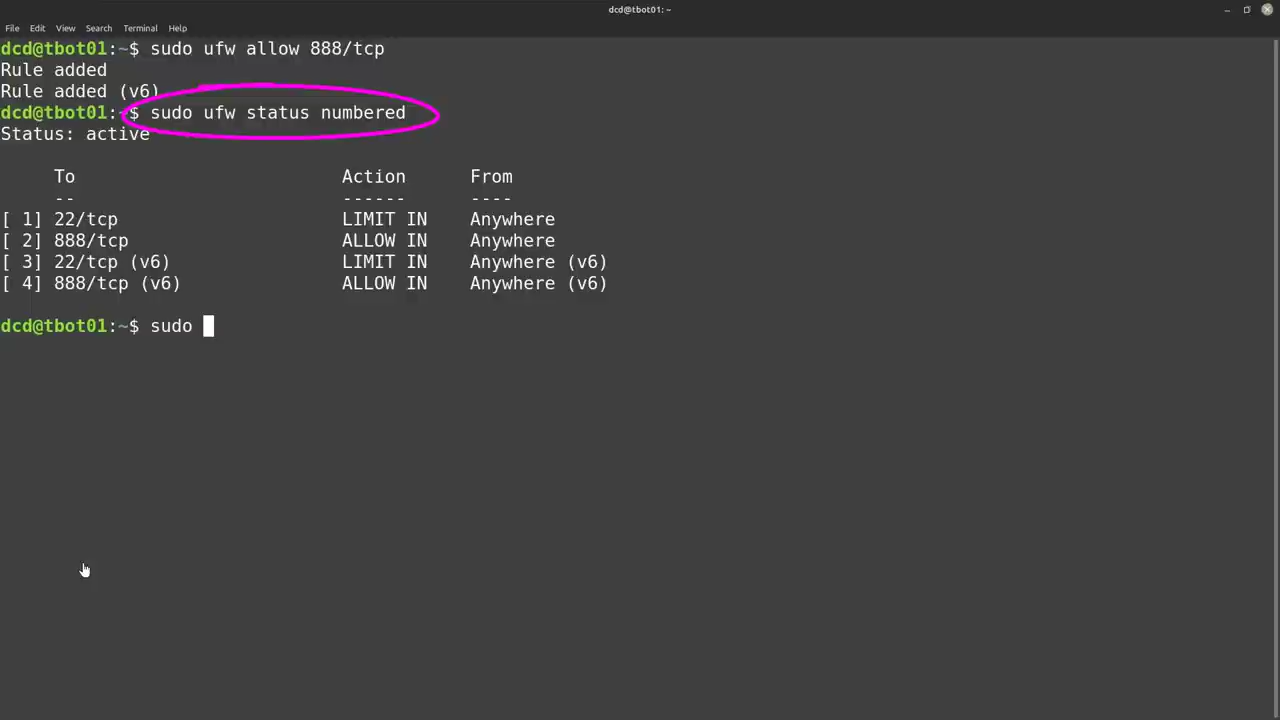 dcd@tbot01: ~
File Edit View Search Terminal Help
dcd@tbot01:~$ sudo ufw allow 888/tcp
Rule added
Rule added (v6)
dcd@tbot01:~$ sudo ufw status numbered
Status: active
To Action From
-- ------ ----
[ 1] 22/tcp LIMIT IN Anywhere
[ 2] 888/tcp ALLOW IN Anywhere
[ 3] 22/tcp (v6) LIMIT IN Anywhere (v6)
[ 4] 888/tcp (v6) ALLOW IN Anywhere (v6)
dcd@tbot01:~$ sudo